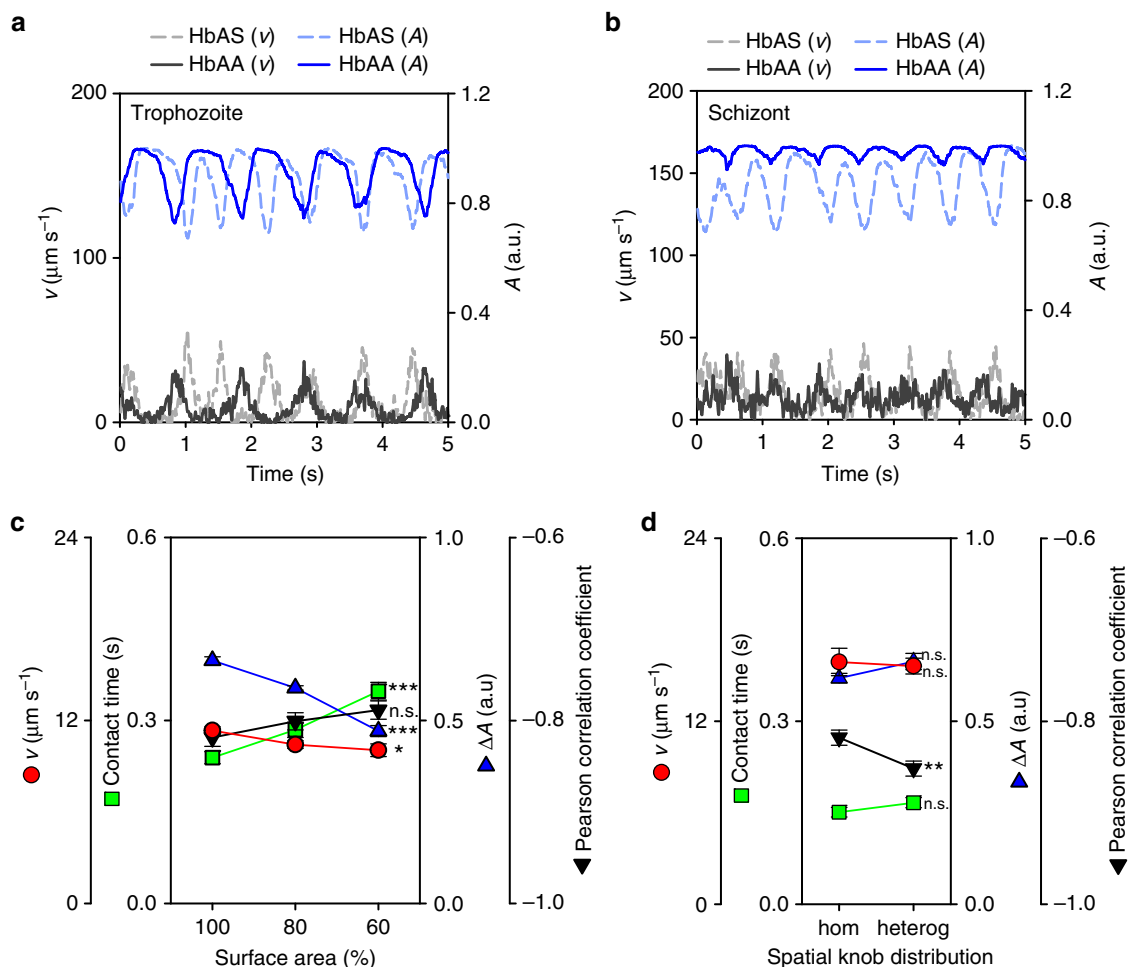 a
HbAS (v) HbAS (A)
HbAA (v) HbAA (A)
Trophozoite
200
100
0
v (μm s⁻¹)
1.2
0.8
0.4
0.0
A (a.u.)
0 1 2 3 4 5
Time (s)
b
HbAS (v) HbAS (A)
HbAA (v) HbAA (A)
Schizont
200
150
100
50
0
v (μm s⁻¹)
1.2
0.8
0.4
0.0
A (a.u.)
0 1 2 3 4 5
Time (s)
c
v (μm s⁻¹)
24
12
0
Contact time (s)
0.6
0.3
0.0
***
n.s.
***
*
1.0
0.5
0.0
ΔA (a.u)
−0.6
−0.8
−1.0
Pearson correlation coefficient
100 80 60
Surface area (%)
d
v (μm s⁻¹)
24
12
0
Contact time (s)
0.6
0.3
0.0
n.s.
n.s.
**
n.s.
1.0
0.5
0.0
ΔA (a.u)
−0.6
−0.8
−1.0
Pearson correlation coefficient
hom heterog
Spatial knob distribution